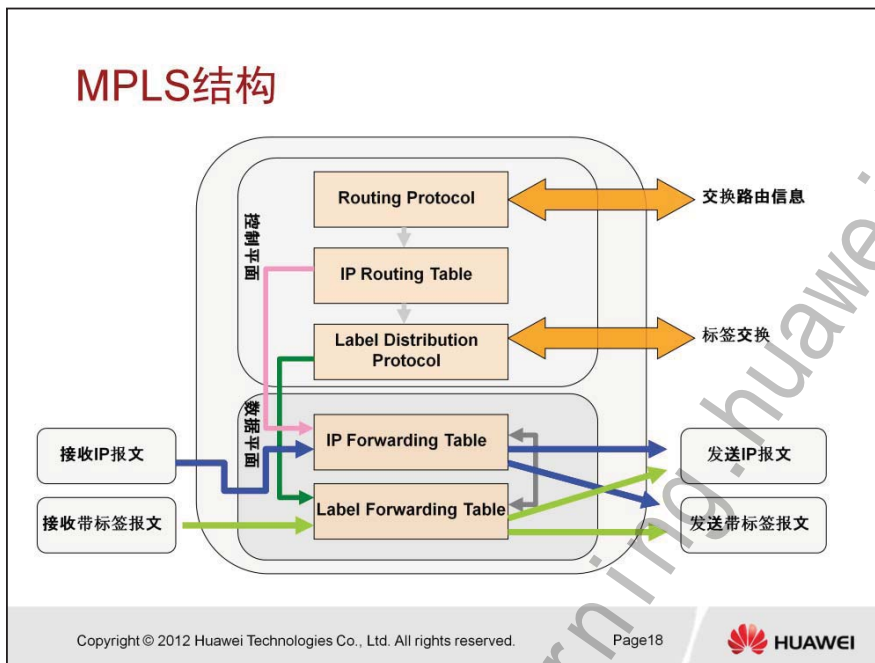 MPLS结构
控制平面
Routing Protocol
交换路由信息
IP Routing Table
Label Distribution
Protocol
标签交换
数据平面
接收IP报文
IP Forwarding Table
发送IP报文
接收带标签报文
Label Forwarding Table
发送带标签报文
Copyright © 2012 Huawei Technologies Co., Ltd. All rights reserved.
Page18
HUAWEI
rning.huawei.